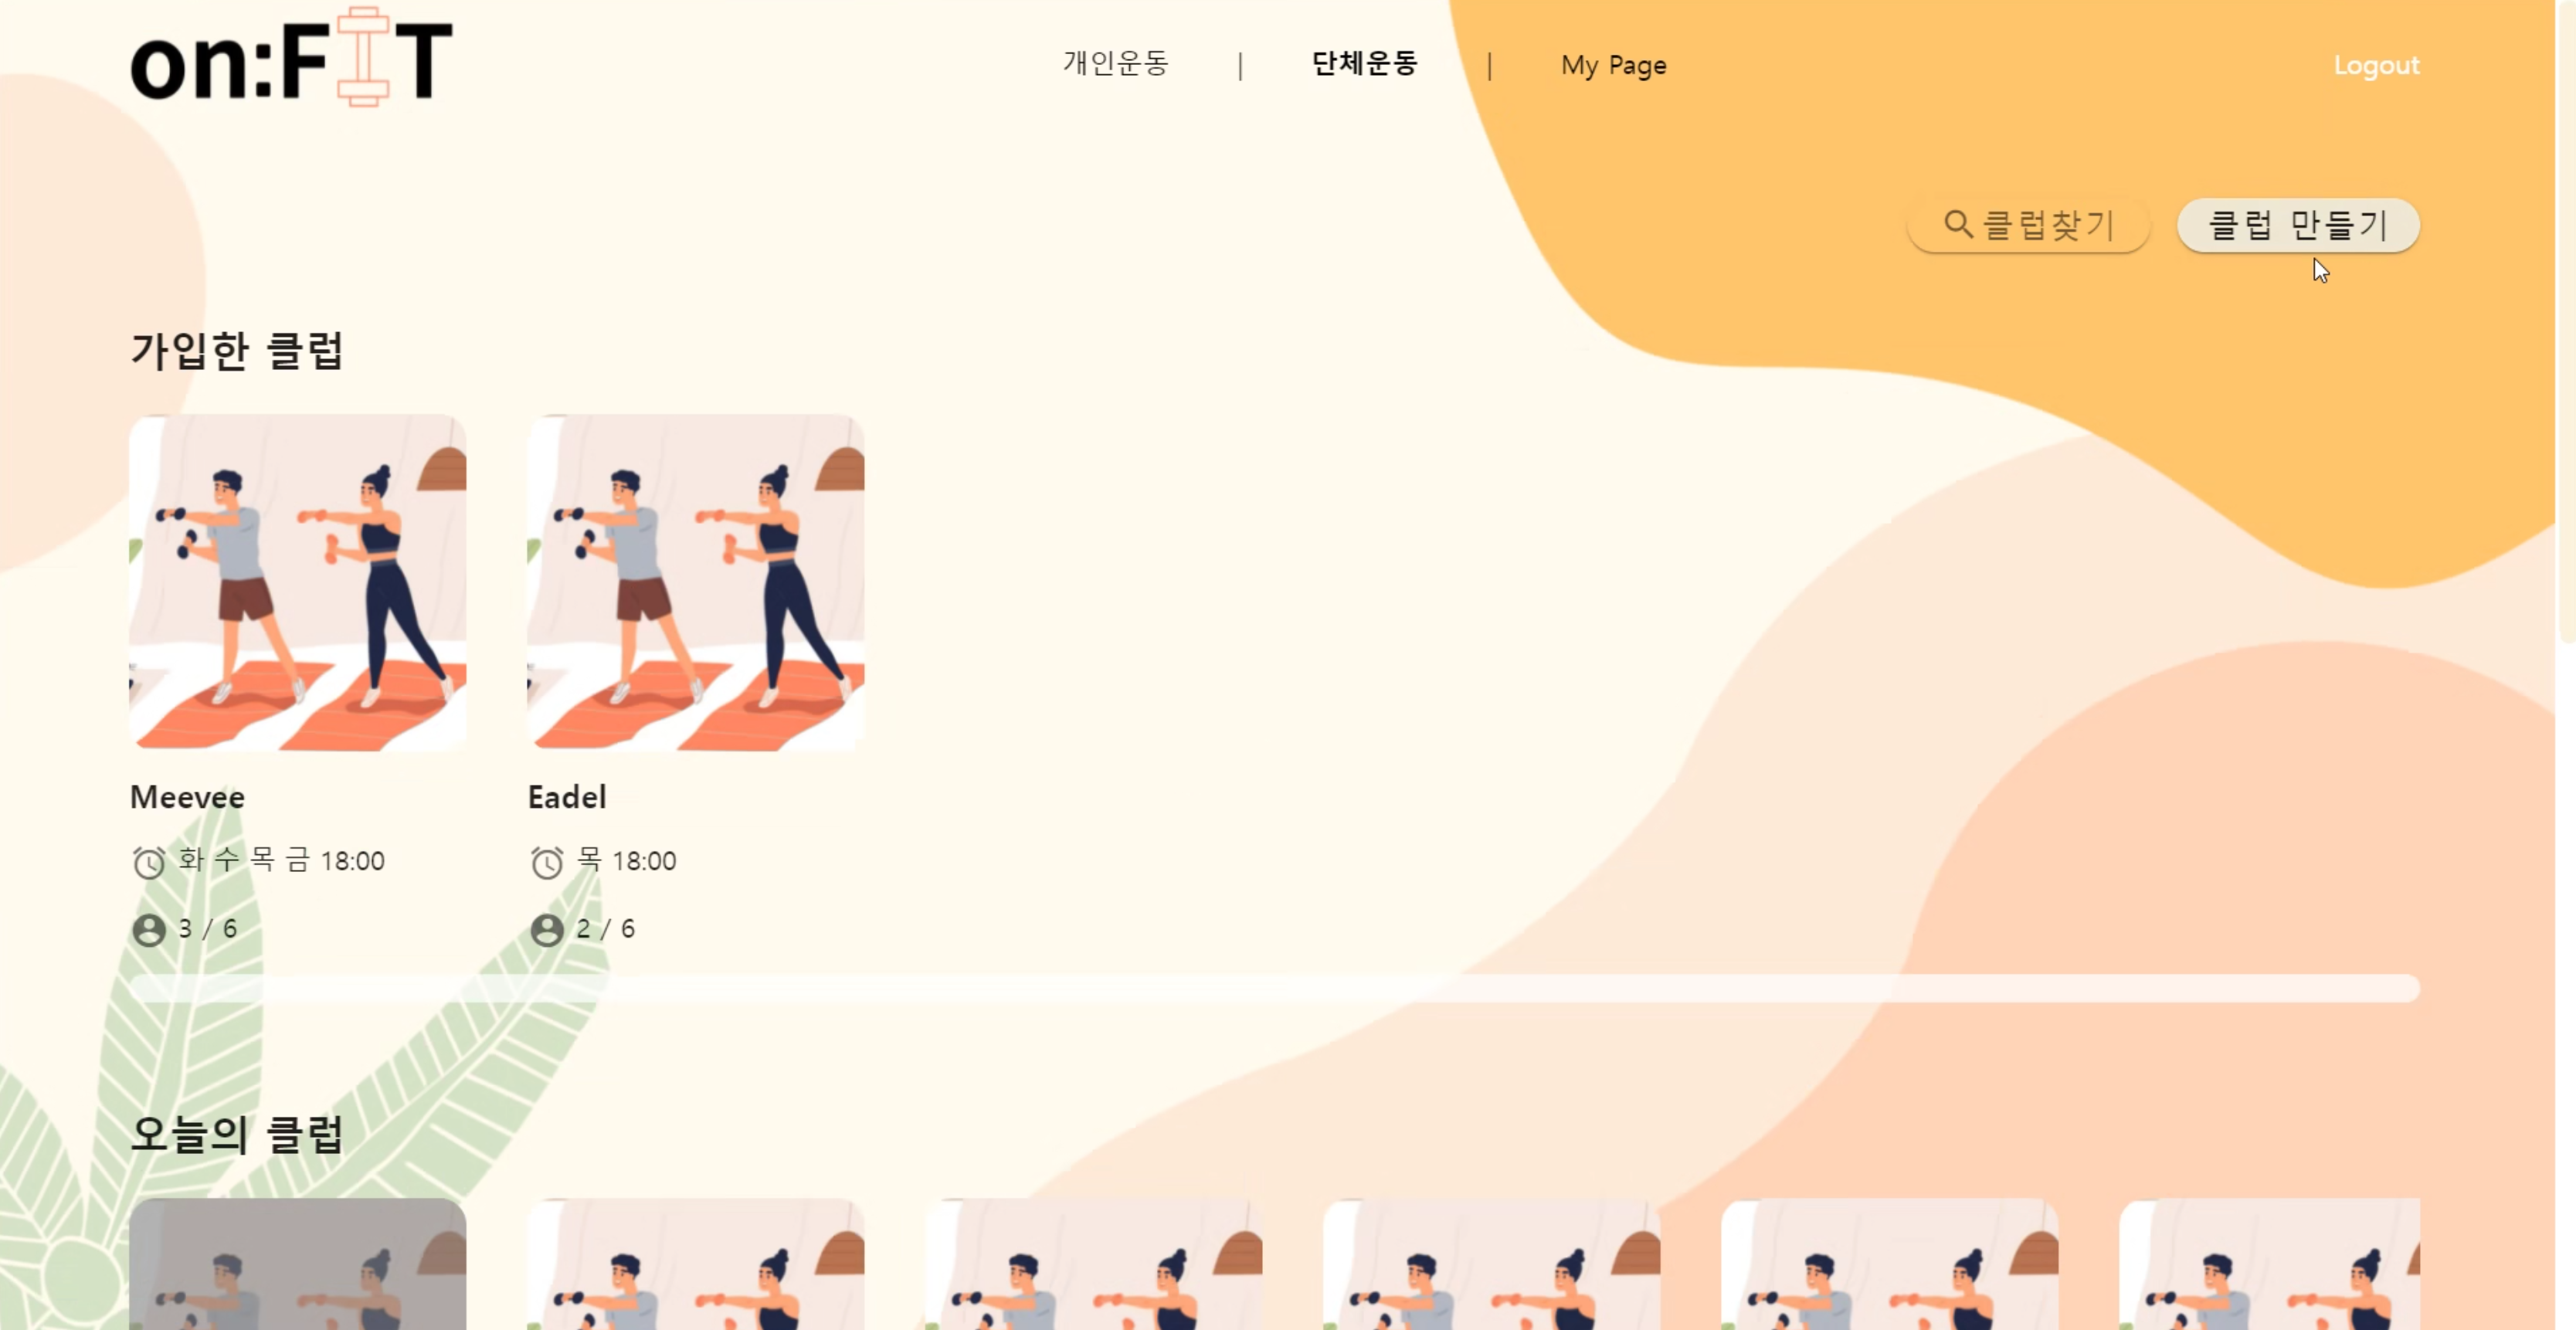 on:FIT
개인운동 | 단체운동 | My Page
Logout
클럽찾기
클럽 만들기
가입한 클럽
Meevee
화 수 목 금 18:00
3 / 6
Eadel
목 18:00
2 / 6
오늘의 클럽